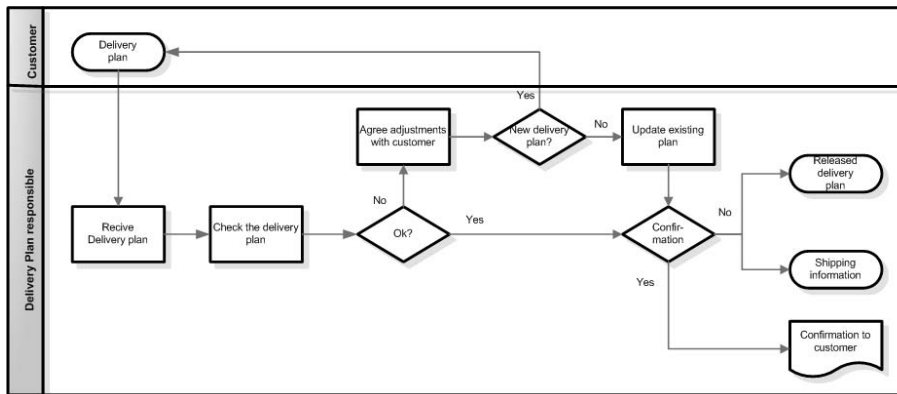 Customer
Delivery
plan
Delivery Plan responsible
Yes
Agree adjustments
with customer
New delivery
plan?
No
Update existing
plan
Released
delivery
plan
No
Recive
Delivery plan
Check the delivery
plan
Ok?
Yes
Confir-
mation
No
Shipping
information
Yes
Confirmation to
customer